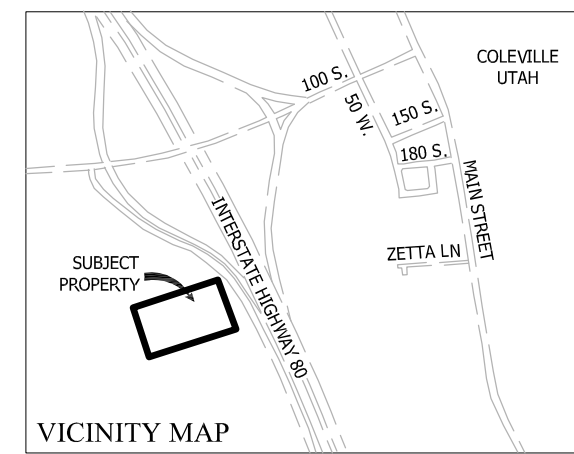 COLEVILLE
UTAH
100 S.
50 W.
150 S.
180 S.
MAIN STREET
INTERSTATE HIGHWAY 80
ZETTA LN
SUBJECT
PROPERTY
VICINITY MAP